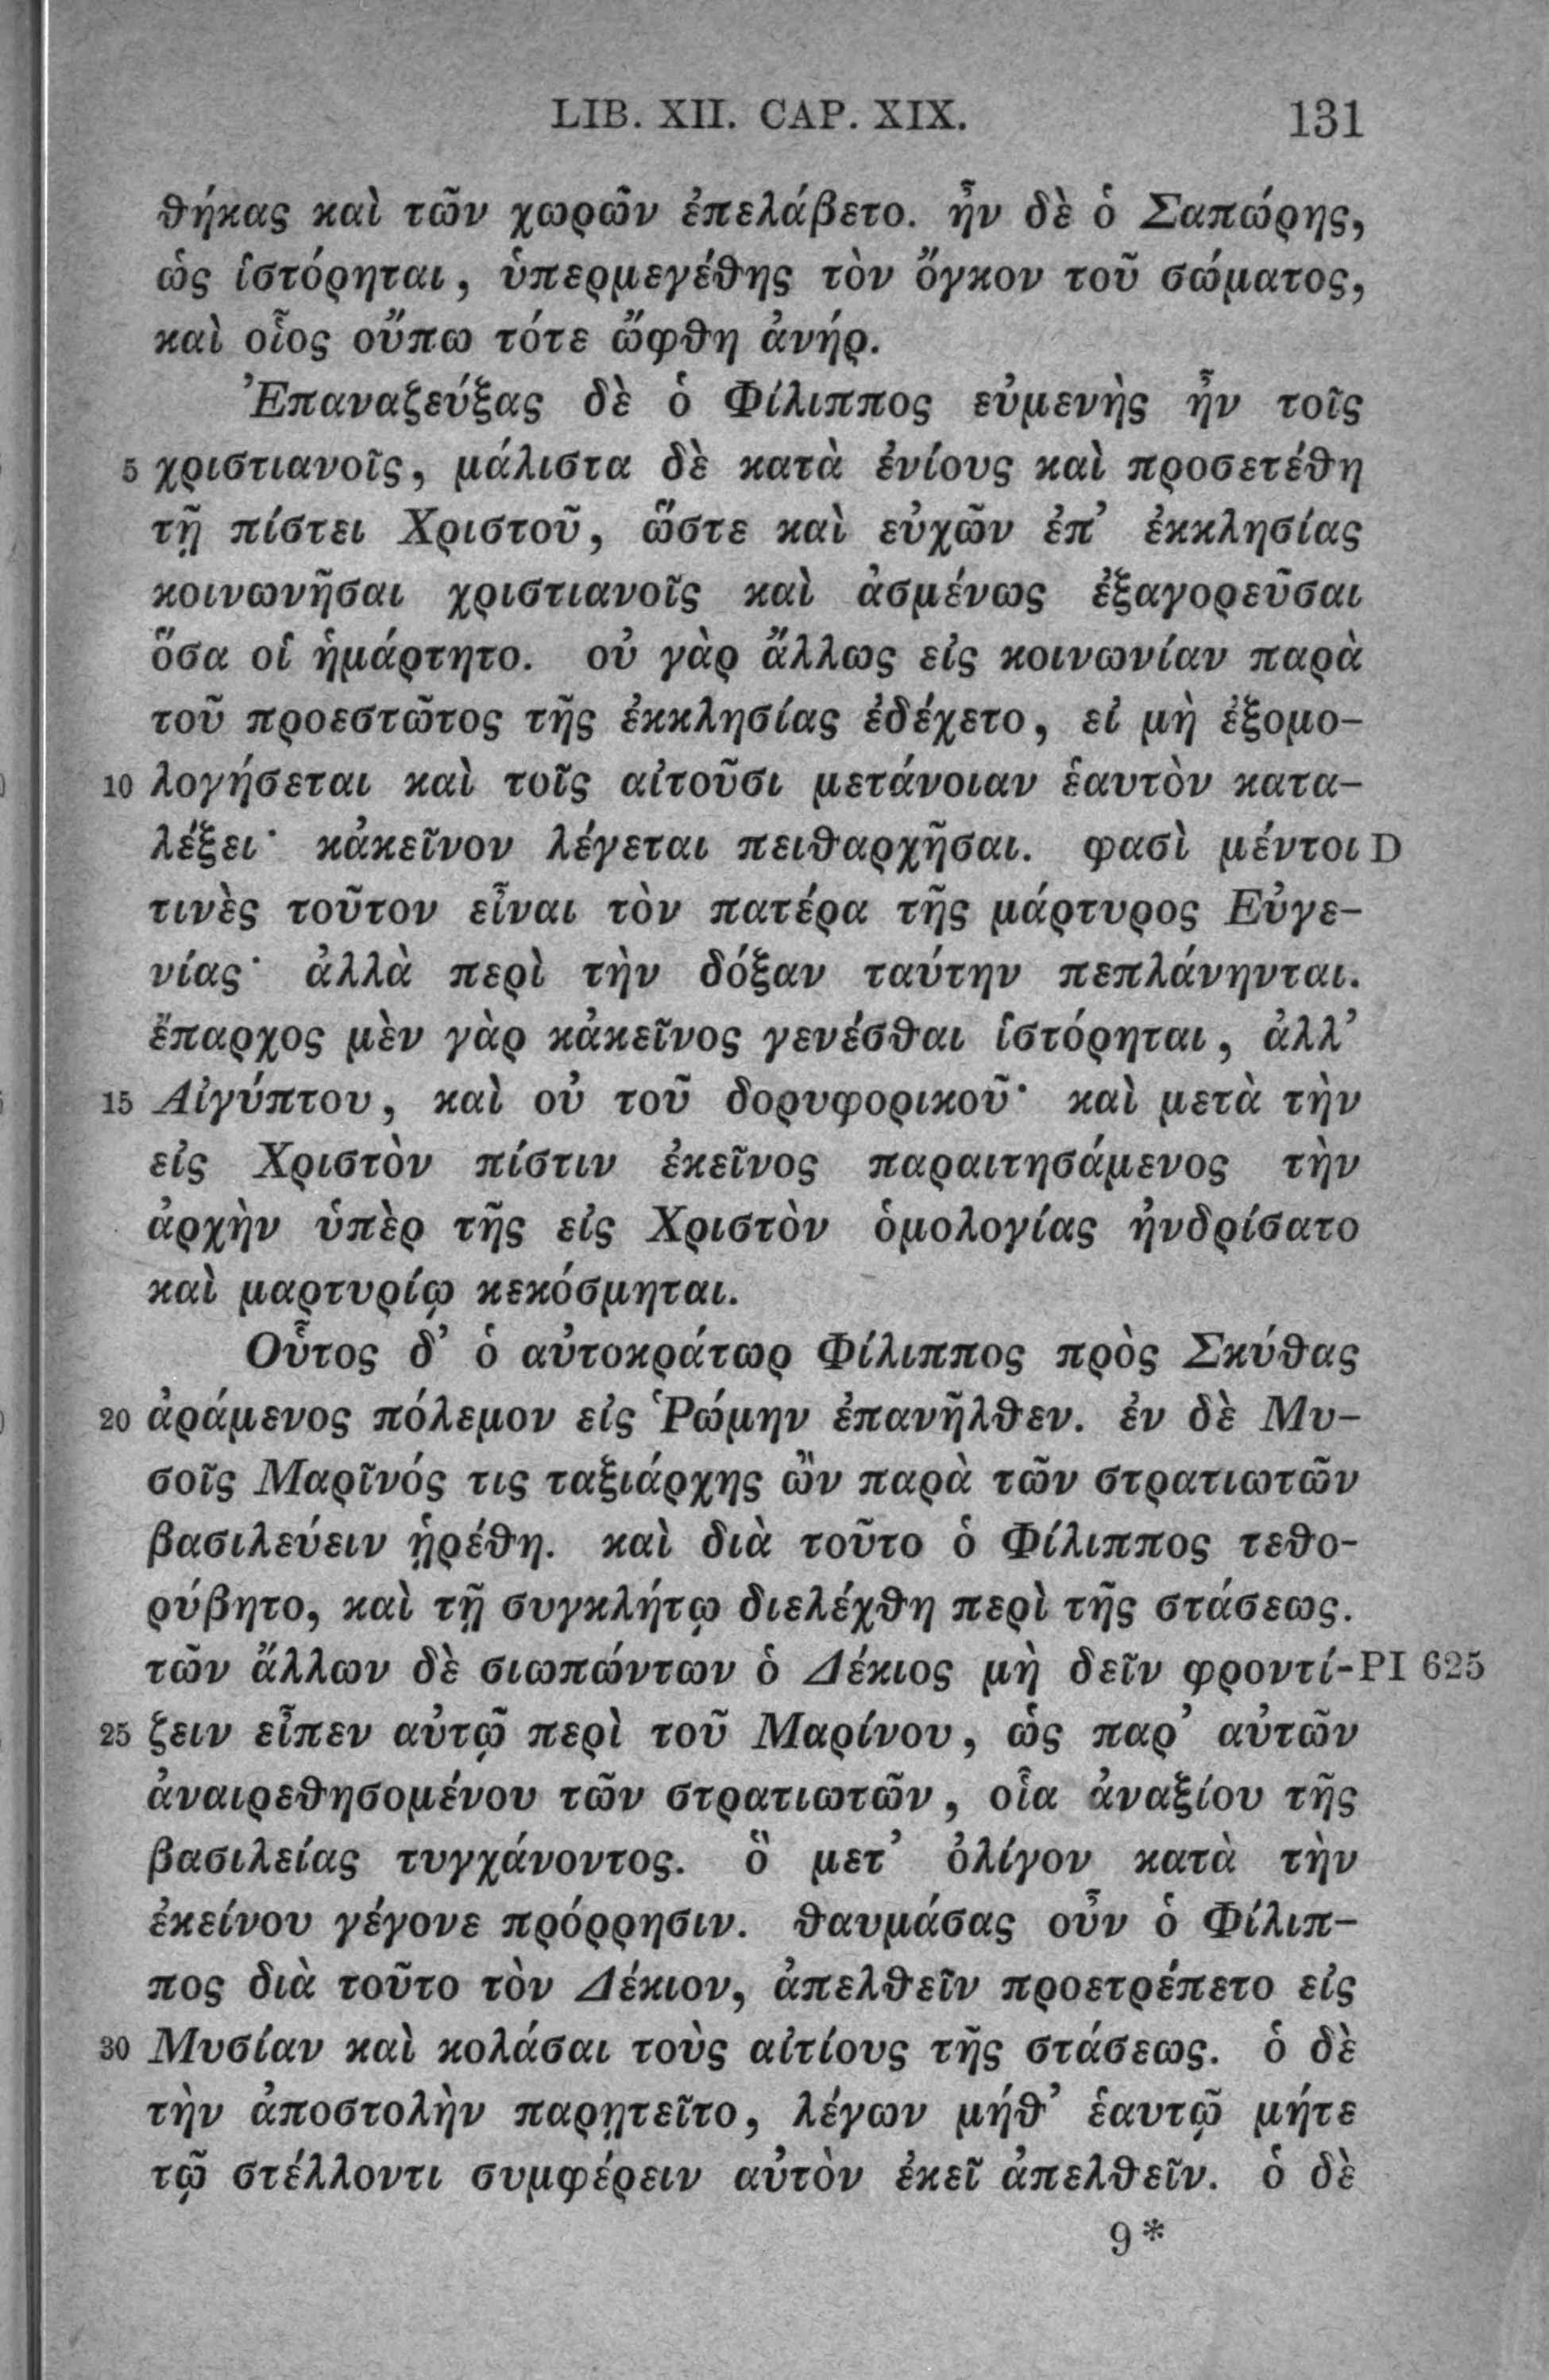 LIB. XII. CAP. XIX. 131
θήκας καὶ τῶν χωρῶν ἐπελάβετο. ἦν δὲ ὁ Σαπώρης,
ὡς ἱστόρηται, ὑπερμεγέθης τὸν ὄγκον τοῦ σώματος,
καὶ οἷος οὔπω τότε ὤφθη ἀνήρ.
Ἐπαναζεύξας δὲ ὁ Φίλιππος εὐμενὴς ἦν τοῖς
5 χριστιανοῖς, μάλιστα δὲ κατὰ ἐνίους καὶ προσετέθη
τῇ πίστει Χριστοῦ, ὥστε καὶ εὐχῶν ἐπ᾽ ἐκκλησίας
κοινωνῆσαι χριστιανοῖς καὶ ἀσμένως ἐξαγορεῦσαι
ὅσα οἱ ἡμάρτητο. οὐ γὰρ ἄλλως εἰς κοινωνίαν παρὰ
τοῦ προεστῶτος τῆς ἐκκλησίας ἐδέχετο, εἰ μὴ ἐξομο-
10 λογήσεται καὶ τοῖς αἰτοῦσι μετάνοιαν ἑαυτὸν κατα-
λέξει· κἀκεῖνον λέγεται πειθαρχῆσαι. φασὶ μέντοι D
τινὲς τοῦτον εἶναι τὸν πατέρα τῆς μάρτυρος Εὐγε-
νίας· ἀλλὰ περὶ τὴν δόξαν ταύτην πεπλάνηνται.
ἔπαρχος μὲν γὰρ κἀκεῖνος γενέσθαι ἱστόρηται, ἀλλ᾽
15 Αἰγύπτου, καὶ οὐ τοῦ δορυφορικοῦ· καὶ μετὰ τὴν
εἰς Χριστὸν πίστιν ἐκεῖνος παραιτησάμενος τὴν
ἀρχὴν ὑπὲρ τῆς εἰς Χριστὸν ὁμολογίας ἠνδρίσατο
καὶ μαρτυρίῳ κεκόσμηται.
Οὗτος δ᾽ ὁ αὐτοκράτωρ Φίλιππος πρὸς Σκύθας
20 ἀράμενος πόλεμον εἰς Ῥώμην ἐπανῆλθεν. ἐν δὲ Μυ-
σοῖς Μαρῖνός τις ταξιάρχης ὢν παρὰ τῶν στρατιωτῶν
βασιλεύειν ᾑρέθη. καὶ διὰ τοῦτο ὁ Φίλιππος τεθο-
ρύβητο, καὶ τῇ συγκλήτῳ διελέχθη περὶ τῆς στάσεως.
τῶν ἄλλων δὲ σιωπώντων ὁ Δέκιος μὴ δεῖν φροντί- PI 625
25 ζειν εἶπεν αὐτῷ περὶ τοῦ Μαρίνου, ὡς παρ᾽ αὐτῶν
ἀναιρεθησομένου τῶν στρατιωτῶν, οἷα ἀναξίου τῆς
βασιλείας τυγχάνοντος. ὃ μετ᾽ ὀλίγον κατὰ τὴν
ἐκείνου γέγονε πρόρρησιν. θαυμάσας οὖν ὁ Φίλιπ-
πος διὰ τοῦτο τὸν Δέκιον, ἀπελθεῖν προετρέπετο εἰς
30 Μυσίαν καὶ κολάσαι τοὺς αἰτίους τῆς στάσεως. ὁ δὲ
τὴν ἀποστολὴν παρῃτεῖτο, λέγων μήθ᾽ ἑαυτῷ μήτε
τῷ στέλλοντι συμφέρειν αὐτὸν ἐκεῖ ἀπελθεῖν. ὁ δὲ
9*